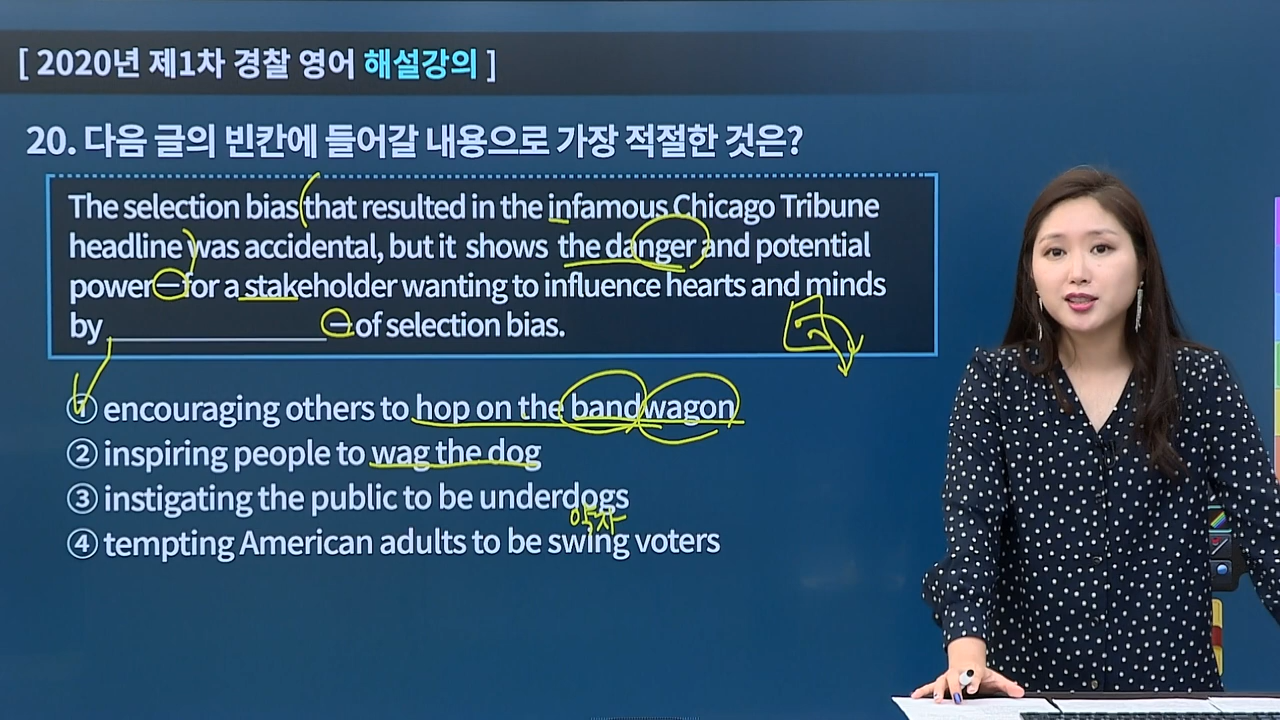 [ 2020년 제1차 경찰 영어 해설강의 ]
20. 다음 글의 빈칸에 들어갈 내용으로 가장 적절한 것은?
The selection bias that resulted in the infamous Chicago Tribune
headline was accidental, but it shows the danger and potential
power—for a stakeholder wanting to influence hearts and minds
by ____________________ —of selection bias.
① encouraging others to hop on the bandwagon
② inspiring people to wag the dog
③ instigating the public to be underdogs
약자
④ tempting American adults to be swing voters